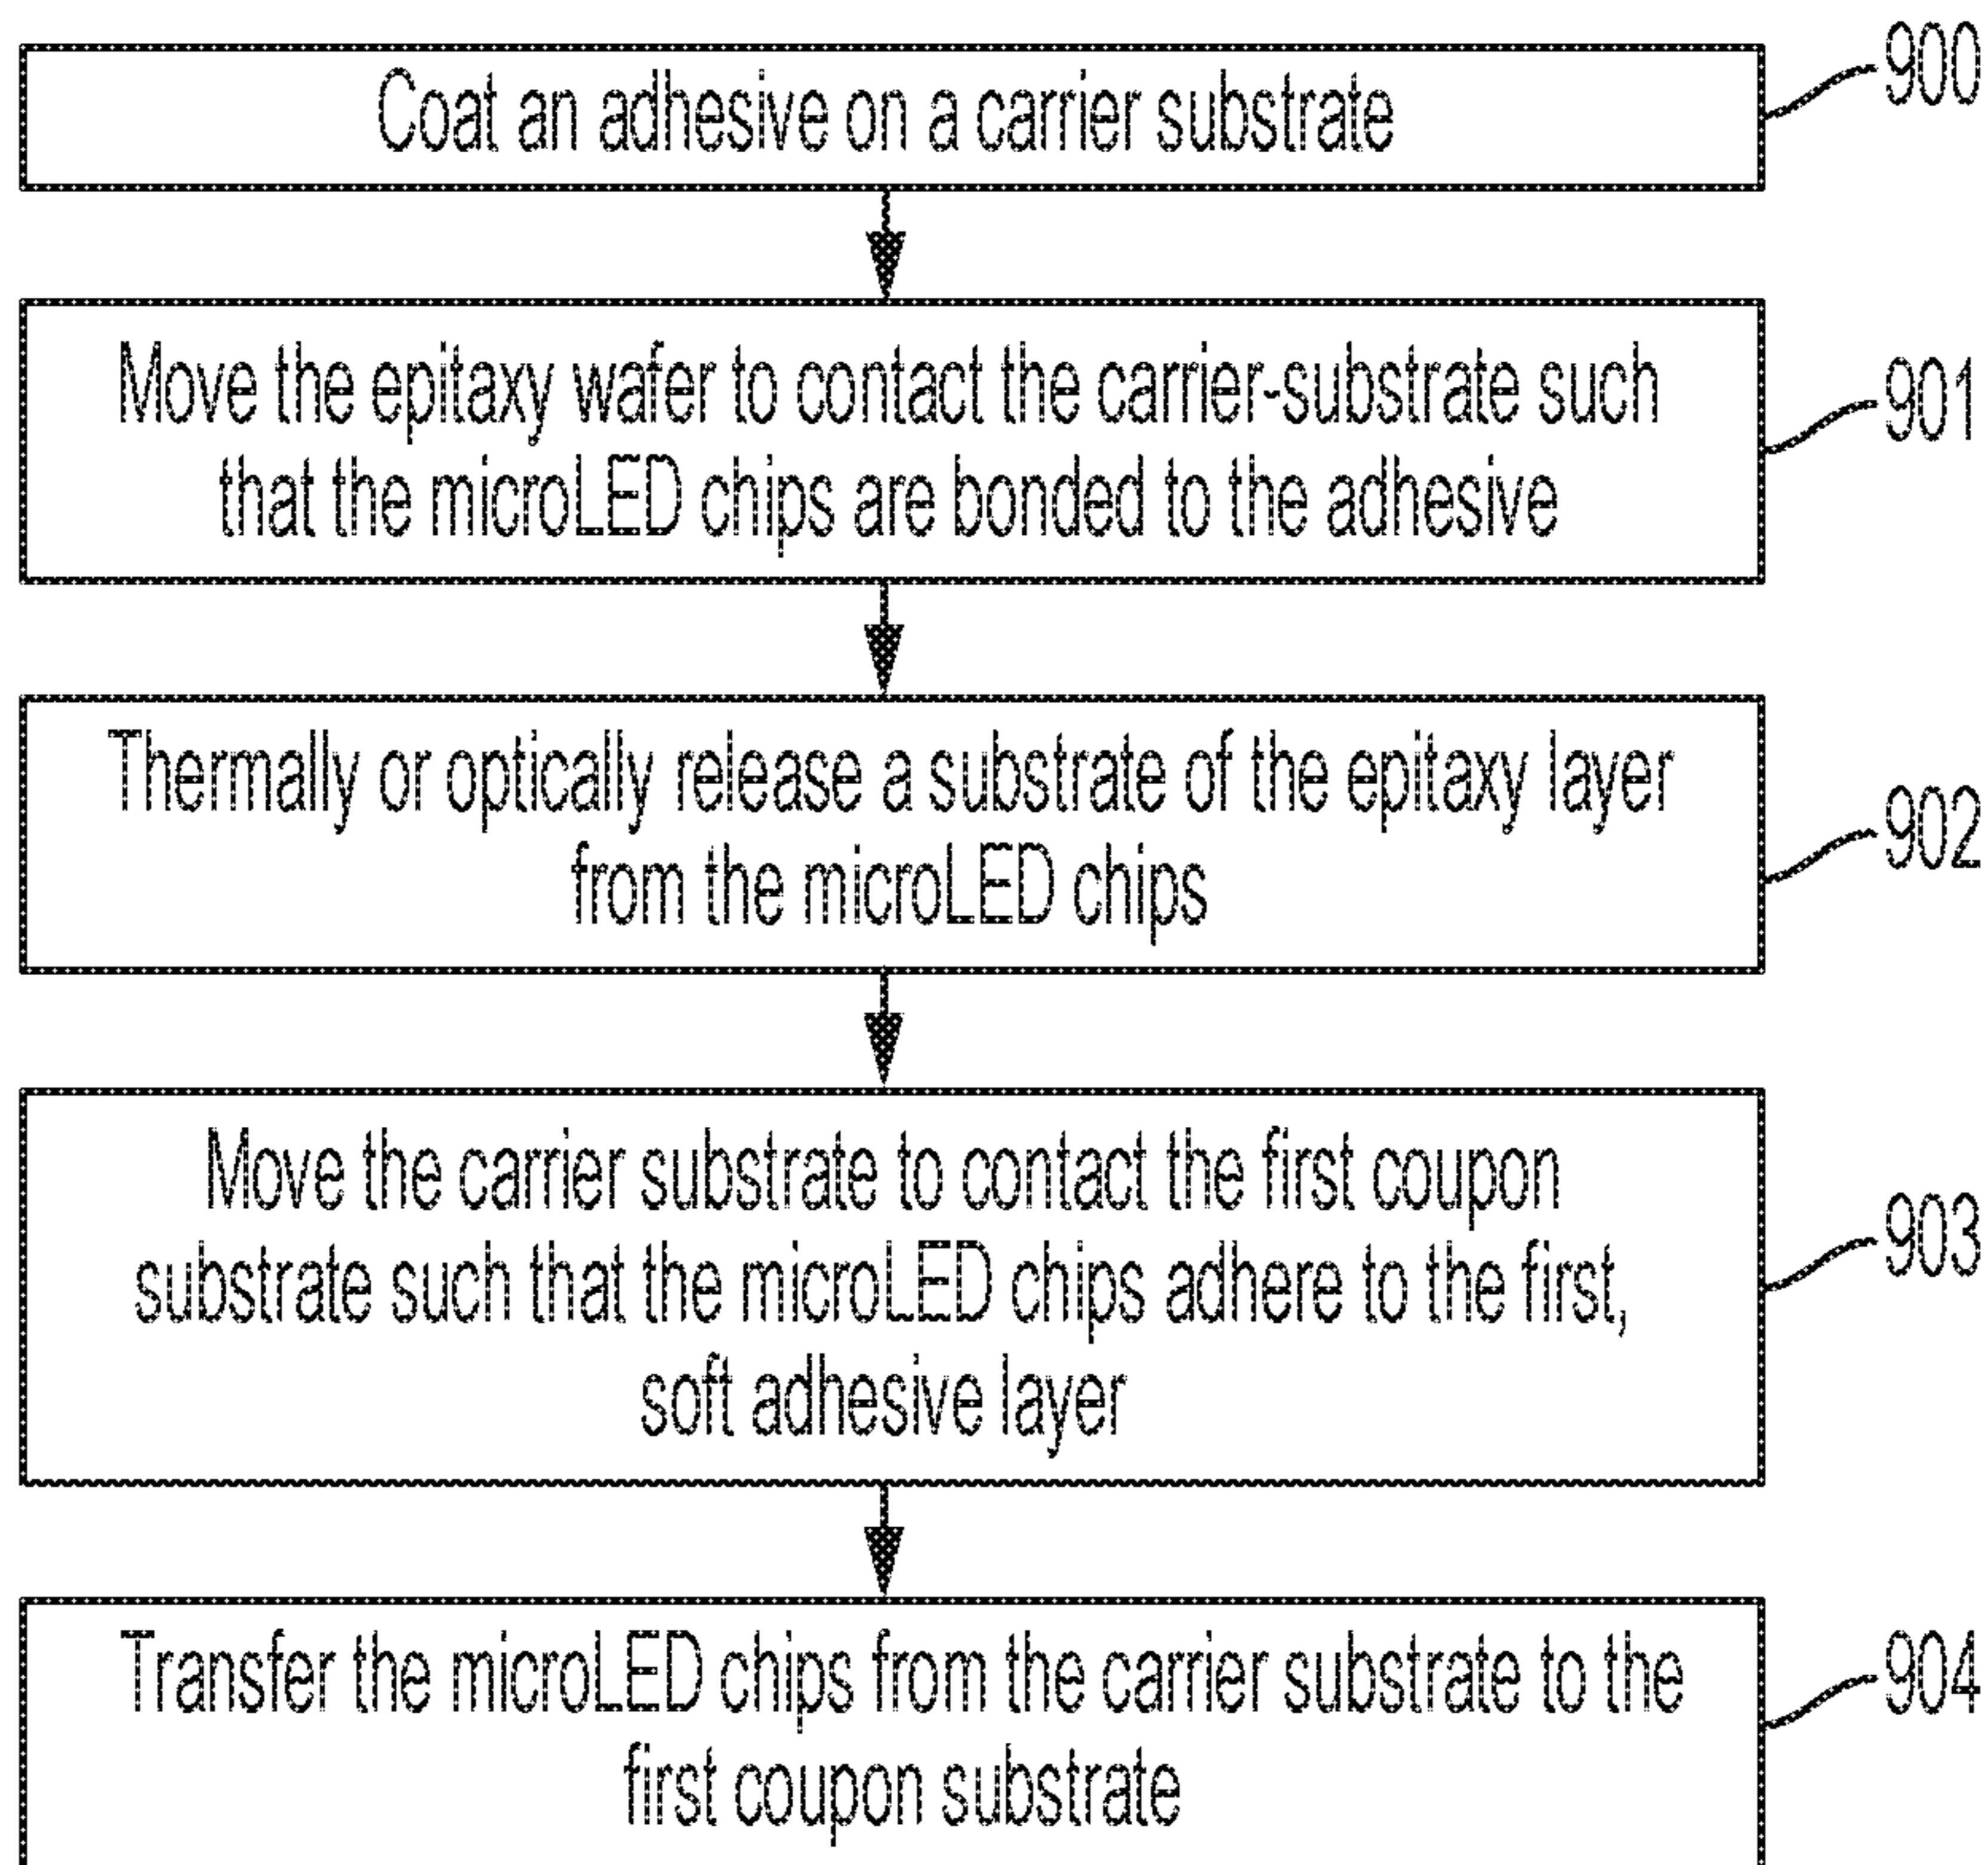 Coat an adhesive on a carrier substrate
900
Move the epitaxy wafer to contact the carrier-substrate such
that the microLED chips are bonded to the adhesive
901
Thermally or optically release a substrate of the epitaxy layer
from the microLED chips
902
Move the carrier substrate to contact the first coupon
substrate such that the microLED chips adhere to the first,
soft adhesive layer
903
Transfer the microLED chips from the carrier substrate to the
first coupon substrate
904